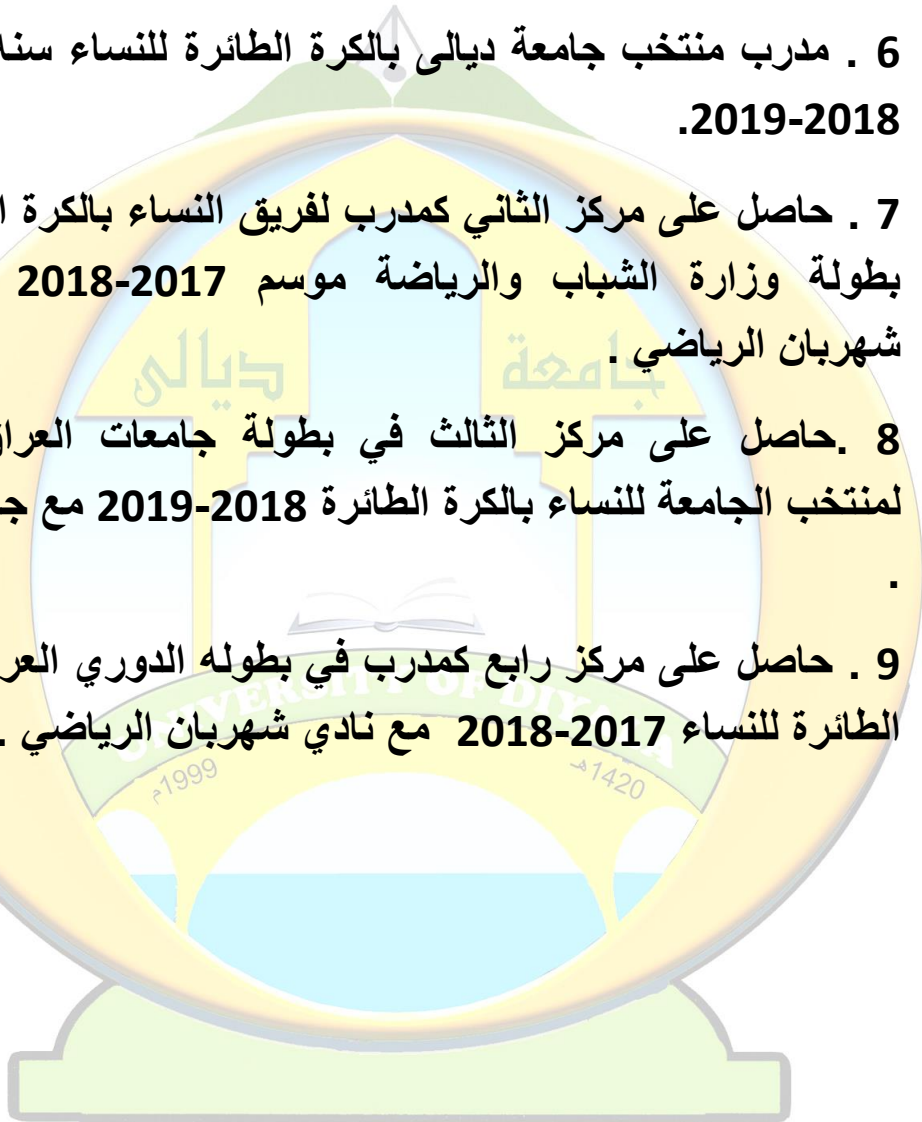 6 . مدرب منتخب جامعة ديالى بالكرة الطائرة للنساء
2018-2019.
7 . حاصل على مركز الثاني كمدرب لفريق النساء بالكرة
بطولة وزارة الشباب والرياضة موسم 2017-2018
شهربان الرياضي .
8 .حاصل على مركز الثالث في بطولة جامعات
لمنتخب الجامعة للنساء بالكرة الطائرة 2018-2019 مع
.
9 . حاصل على مركز رابع كمدرب في بطوله الدوري
الطائرة للنساء 2017-2018 مع نادي شهربان الرياضي .
جامعة ديالى
UNIVERSITY OF DIYALA
1999م
1420هـ